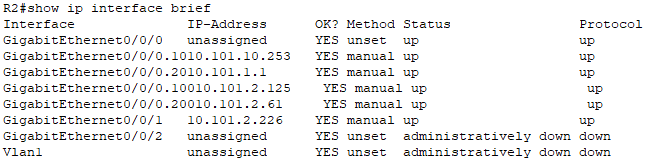 R2#show ip interface brief
Interface              IP-Address      OK? Method Status                Protocol
GigabitEthernet0/0/0   unassigned      YES unset  up                    up
GigabitEthernet0/0/0.1010.101.10.253   YES manual up                    up
GigabitEthernet0/0/0.2010.101.1.1      YES manual up                    up
GigabitEthernet0/0/0.10010.101.2.125    YES manual up                    up
GigabitEthernet0/0/0.20010.101.2.61     YES manual up                    up
GigabitEthernet0/0/1   10.101.2.226    YES manual up                    up
GigabitEthernet0/0/2   unassigned      YES unset  administratively down down
Vlan1                  unassigned      YES unset  administratively down down